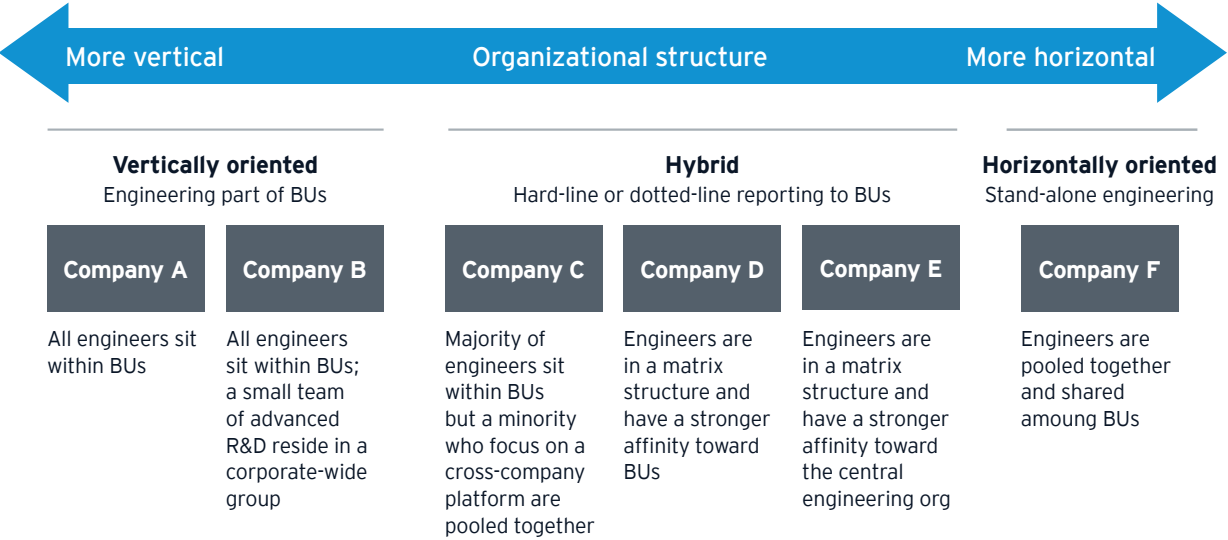 More vertical
Organizational structure
More horizontal
Vertically oriented
Engineering part of BUs
Hybrid
Hard-line or dotted-line reporting to BUs
Horizontally oriented
Stand-alone engineering
Company A
All engineers sit
within BUs
Company B
All engineers
sit within BUs;
a small team
of advanced
R&D reside in a
corporate-wide
group
Company C
Majority of
engineers sit
within BUs
but a minority
who focus on a
cross-company
platform are
pooled together
Company D
Engineers are
in a matrix
structure and
have a stronger
affinity toward
BUs
Company E
Engineers are
in a matrix
structure and
have a stronger
affinity toward
the central
engineering org
Company F
Engineers are
pooled together
and shared
amoung BUs